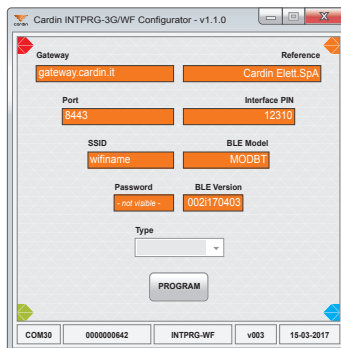 cardin
Cardin INTPRG-3G/WF Configurator - v1.1.0
Gateway Reference
gateway.cardin.it Cardin Elett.SpA
Port Interface PIN
8443 12310
SSID BLE Model
wifiname MODBT
Password BLE Version
- not visible - 002i170403
Type
PROGRAM
COM30 0000000642 INTPRG-WF v003 15-03-2017